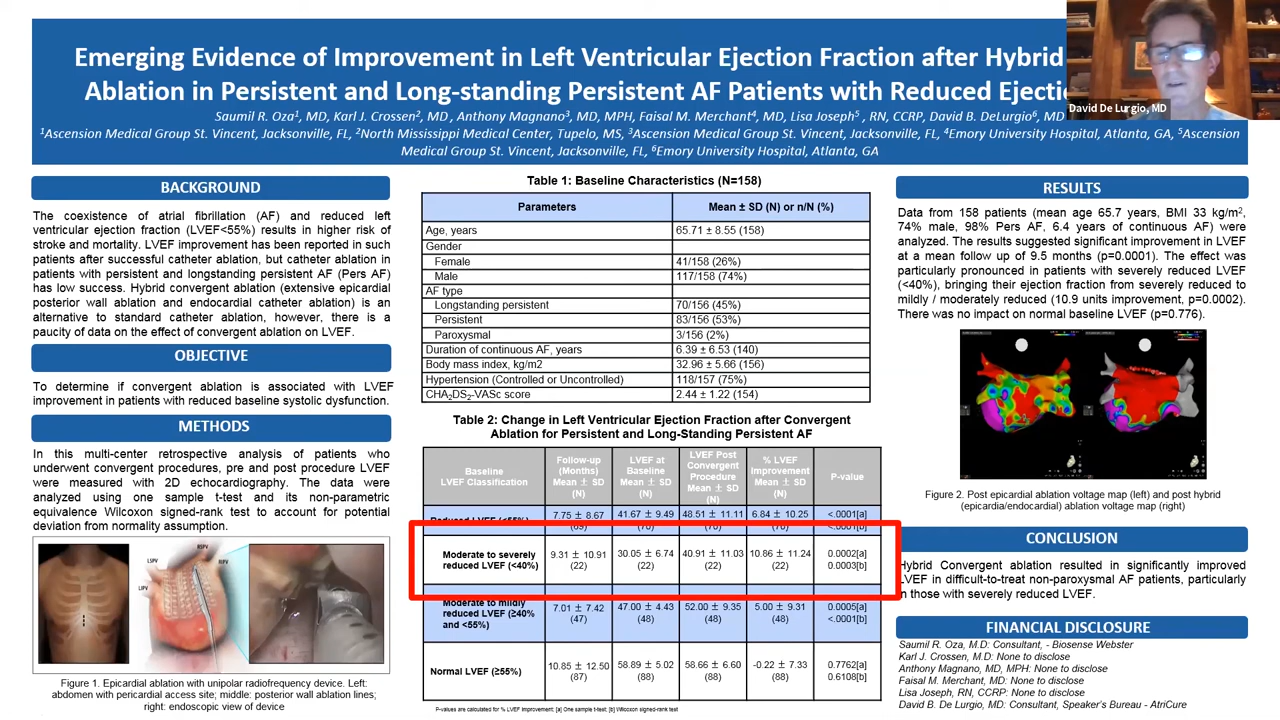 Emerging Evidence of Improvement in Left Ventricular Ejection Fraction after Hybrid
Ablation in Persistent and Long-standing Persistent AF Patients with Reduced
Saumil R. Oza1, MD, Karl J. Crossen2, MD , Anthony Magnano3, MD, MPH, Faisal M. Merchant4, MD, Lisa Joseph5 , RN, CCRP, David B. DeLurgio6, MD
1Ascension Medical Group St. Vincent, Jacksonville, FL, 2North Mississippi Medical Center, Tupelo, MS, 3Ascension Medical Group St. Vincent, Jacksonville, FL, 4Emory University Hospital, Atlanta, GA, 5Ascension
Medical Group St. Vincent, Jacksonville, FL, 6Emory University Hospital, Atlanta, GA
David De Lurgio, MD
BACKGROUND
The coexistence of atrial fibrillation (AF) and reduced left
ventricular ejection fraction (LVEF<55%) results in higher risk of
stroke and mortality. LVEF improvement has been reported in such
patients after successful catheter ablation, but catheter ablation in
patients with persistent and longstanding persistent AF (Pers AF)
has low success. Hybrid convergent ablation (extensive epicardial
posterior wall ablation and endocardial catheter ablation) is an
alternative to standard catheter ablation, however, there is a
paucity of data on the effect of convergent ablation on LVEF.
OBJECTIVE
To determine if convergent ablation is associated with LVEF
improvement in patients with reduced baseline systolic dysfunction.
METHODS
In this multi-center retrospective analysis of patients who
underwent convergent procedures, pre and post procedure LVEF
were measured with 2D echocardiography. The data were
analyzed using one sample t-test and its non-parametric
equivalence Wilcoxon signed-rank test to account for potential
deviation from normality assumption.
LSPV
RSPV
LIPV
Figure 1. Epicardial ablation with unipolar radiofrequency device. Left:
abdomen with pericardial access site; middle: posterior wall ablation lines;
right: endoscopic view of device
Table 1: Baseline Characteristics (N=158)
Parameters Mean ± SD (N) or n/N (%)
Age, years 65.71 ± 8.55 (158)
Gender
Female 41/158 (26%)
Male 117/158 (74%)
AF type
Longstanding persistent 70/156 (45%)
Persistent 83/156 (53%)
Paroxysmal 3/156 (2%)
Duration of continuous AF, years 6.39 ± 6.53 (140)
Body mass index, kg/m2 32.96 ± 5.66 (156)
Hypertension (Controlled or Uncontrolled) 118/157 (75%)
CHA2DS2-VASc score 2.44 ± 1.22 (154)
Table 2: Change in Left Ventricular Ejection Fraction after Convergent
Ablation for Persistent and Long-Standing Persistent AF
Baseline LVEF Classification Follow-up (Months) Mean ± SD (N) LVEF at Baseline Mean ± SD (N) LVEF Post Convergent Procedure Mean ± SD (N) % LVEF Improvement Mean ± SD (N) P-value
Reduced LVEF (<55%) 7.75 ± 8.67 (69) 41.67 ± 9.49 (70) 48.51 ± 11.11 (70) 6.84 ± 10.25 (70) <.0001[a] <.0001[b]
Moderate to severely reduced LVEF (<40%) 9.31 ± 10.91 (22) 30.05 ± 6.74 (22) 40.91 ± 11.03 (22) 10.86 ± 11.24 (22) 0.0002[a] 0.0003[b]
Moderate to mildly reduced LVEF (≥40% and <55%) 7.01 ± 7.42 (47) 47.00 ± 4.43 (48) 52.00 ± 9.35 (48) 5.00 ± 9.31 (48) 0.0005[a] <.0001[b]
Normal LVEF (≥55%) 10.85 ± 12.50 (87) 58.89 ± 5.02 (88) 58.66 ± 6.60 (88) -0.22 ± 7.33 (88) 0.7762[a] 0.6108[b]
P-values are calculated for % LVEF improvement; [a] One sample t-test; [b] Wilcoxon signed-rank test
RESULTS
Data from 158 patients (mean age 65.7 years, BMI 33 kg/m2,
74% male, 98% Pers AF, 6.4 years of continuous AF) were
analyzed. The results suggested significant improvement in LVEF
at a mean follow up of 9.5 months (p=0.0001). The effect was
particularly pronounced in patients with severely reduced LVEF
(<40%), bringing their ejection fraction from severely reduced to
mildly / moderately reduced (10.9 units improvement, p=0.0002).
There was no impact on normal baseline LVEF (p=0.776).
Figure 2. Post epicardial ablation voltage map (left) and post hybrid
(epicardial/endocardial) ablation voltage map (right)
CONCLUSION
Hybrid Convergent ablation resulted in significantly improved
LVEF in difficult-to-treat non-paroxysmal AF patients, particularly
in those with severely reduced LVEF.
FINANCIAL DISCLOSURE
Saumil R. Oza, M.D: Consultant, - Biosense Webster
Karl J. Crossen, M.D: None to disclose
Anthony Magnano, MD, MPH: None to disclose
Faisal M. Merchant, MD: None to disclose
Lisa Joseph, RN, CCRP: None to disclose
David B. De Lurgio, MD: Consultant, Speaker's Bureau - AtriCure